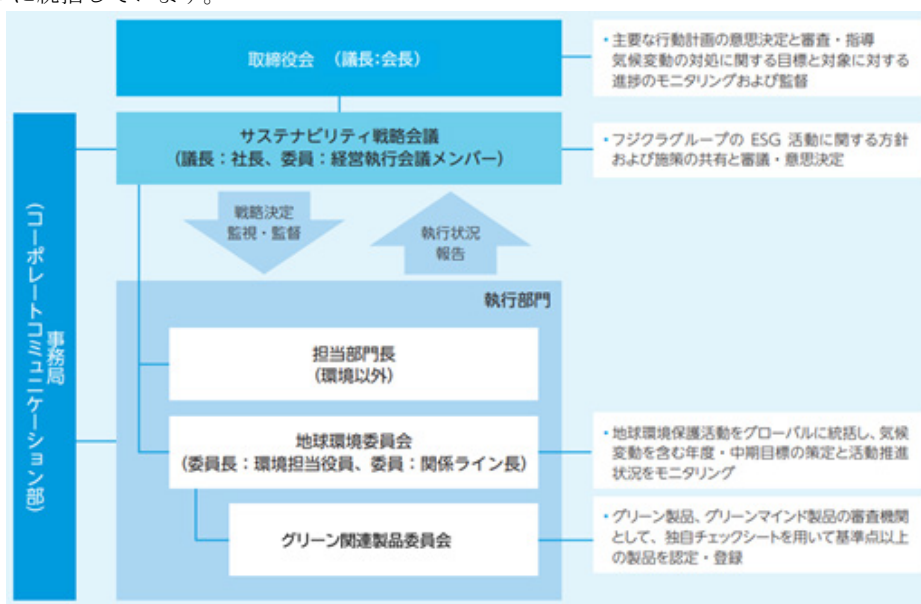 に統括しています。
取締役会 （議長:会長）
・主要な行動計画の意思決定と審査・指導
気候変動の対処に関する目標と対象に対する
進捗のモニタリングおよび監督
サステナビリティ戦略会議
（議長：社長、委員：経営執行会議メンバー）
・フジクラグループの ESG 活動に関する方針
および施策の共有と審議・意思決定
戦略決定
監視・監督
執行状況
報告
事務局
（コーポレートコミュニケーション部）
執行部門
担当部門長
（環境以外）
地球環境委員会
（委員長：環境担当役員、委員：関係ライン長）
・地球環境保護活動をグローバルに統括し、気候
変動を含む年度・中期目標の策定と活動推進
状況をモニタリング
グリーン関連製品委員会
・グリーン製品、グリーンマインド製品の審査機関
として、独自チェックシートを用いて基準点以上
の製品を認定・登録